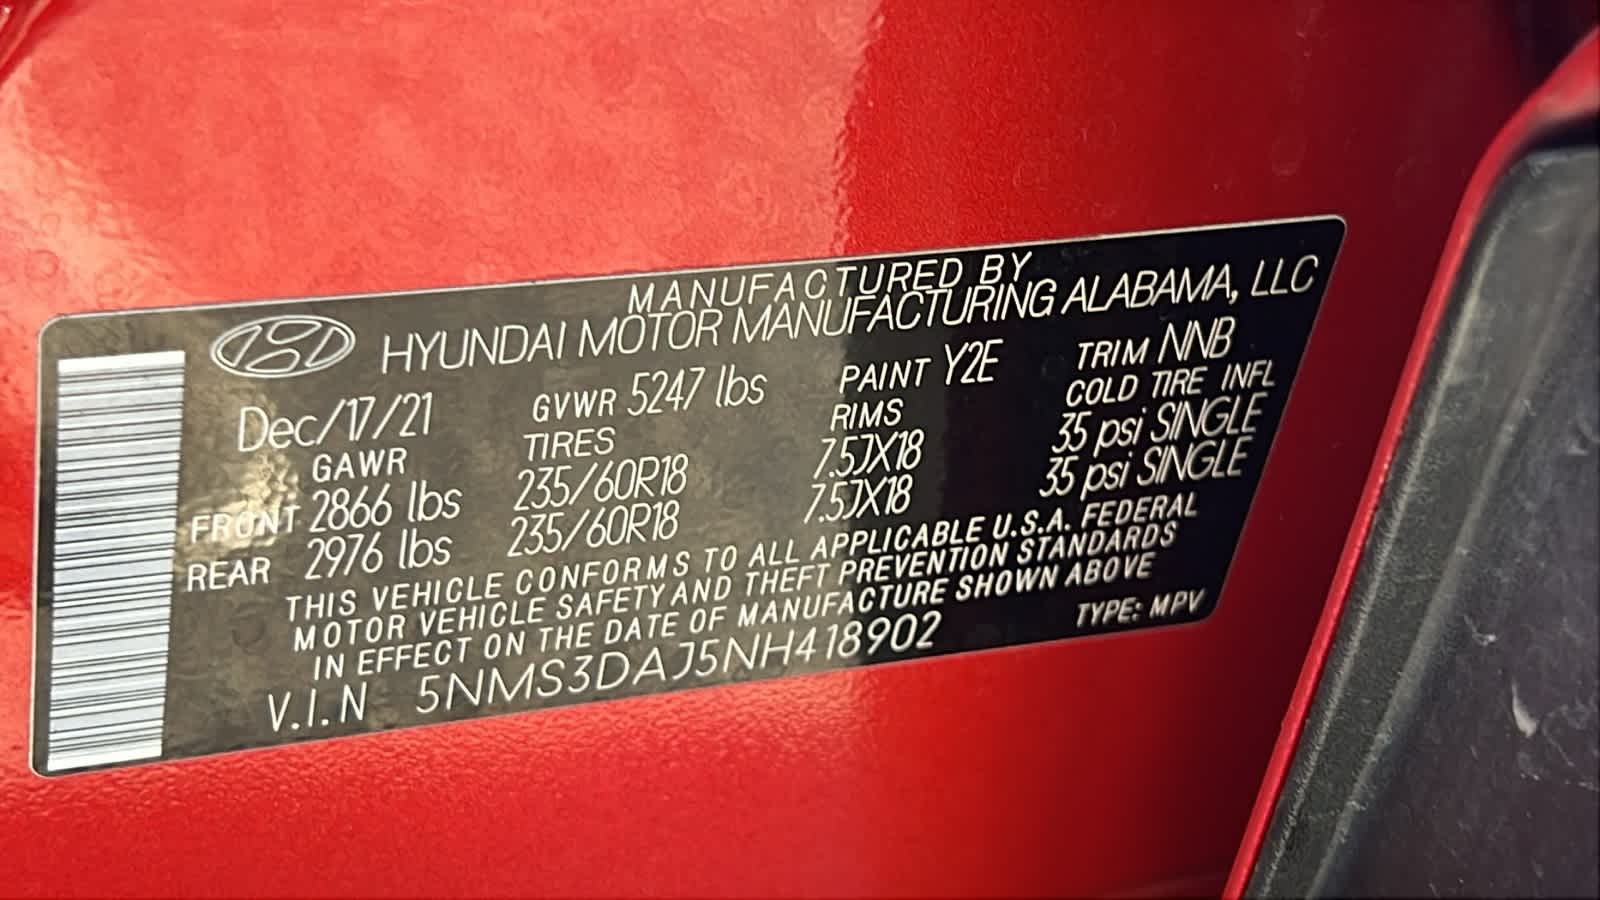 MANUFACTURED BY
HYUNDAI MOTOR MANUFACTURING ALABAMA, LLC
Dec/17/21 GVWR 5247 lbs PAINT Y2E TRIM NNB
GAWR TIRES RIMS COLD TIRE INFL
FRONT 2866 lbs 235/60R18 7.5JX18 35 psi SINGLE
REAR 2976 lbs 235/60R18 7.5JX18 35 psi SINGLE
THIS VEHICLE CONFORMS TO ALL APPLICABLE U.S.A. FEDERAL
MOTOR VEHICLE SAFETY AND THEFT PREVENTION STANDARDS
IN EFFECT ON THE DATE OF MANUFACTURE SHOWN ABOVE
V.I.N 5NMS3DAJ5NH418902 TYPE: MPV